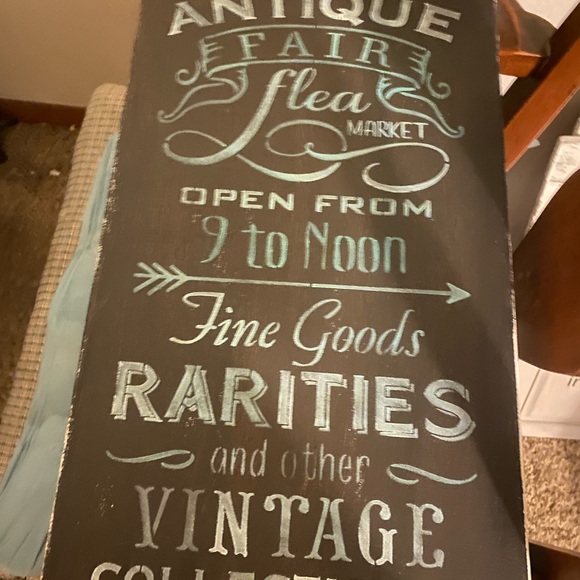 ANTIQUE
FAIR
flea
MARKET
OPEN FROM
9 to Noon
Fine Goods
RARITIES
and other
VINTAGE